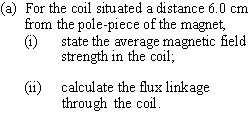 (a) For the coil situated a distance 6.0 cm
from the pole-piece of the magnet,
(i) state the average magnetic field
strength in the coil;
(ii) calculate the flux linkage
through the coil.